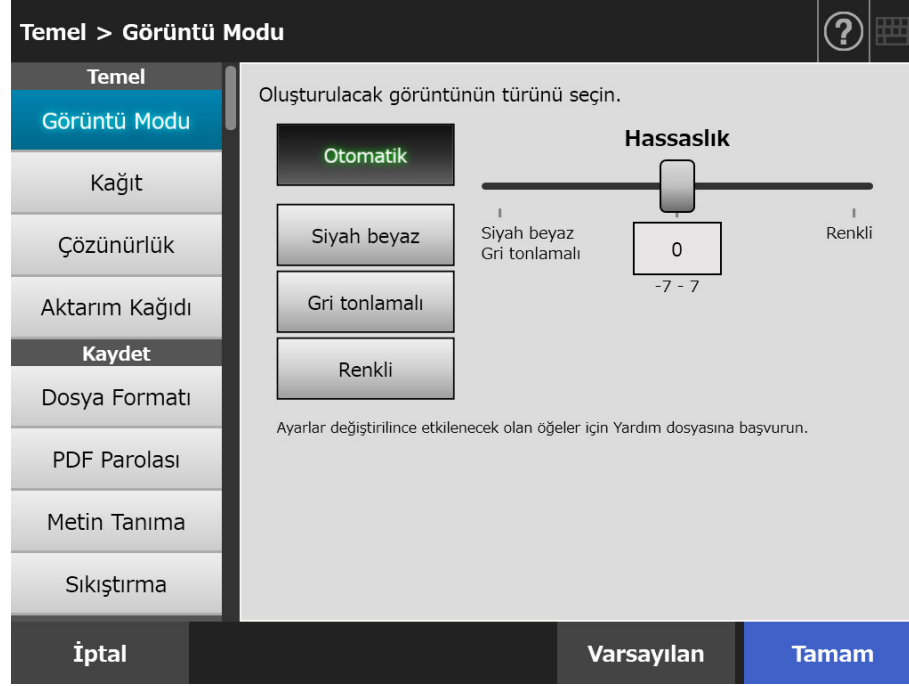 Temel > Görüntü Modu
?
Temel
Görüntü Modu
Kağıt
Çözünürlük
Aktarım Kağıdı
Kaydet
Dosya Formatı
PDF Parolası
Metin Tanıma
Sıkıştırma
Oluşturulacak görüntünün türünü seçin.
Otomatik
Siyah beyaz
Gri tonlamalı
Renkli
Hassaslık
Siyah beyaz
Gri tonlamalı
Renkli
0
-7 - 7
Ayarlar değiştirilince etkilenecek olan öğeler için Yardım dosyasına başvurun.
İptal
Varsayılan
Tamam